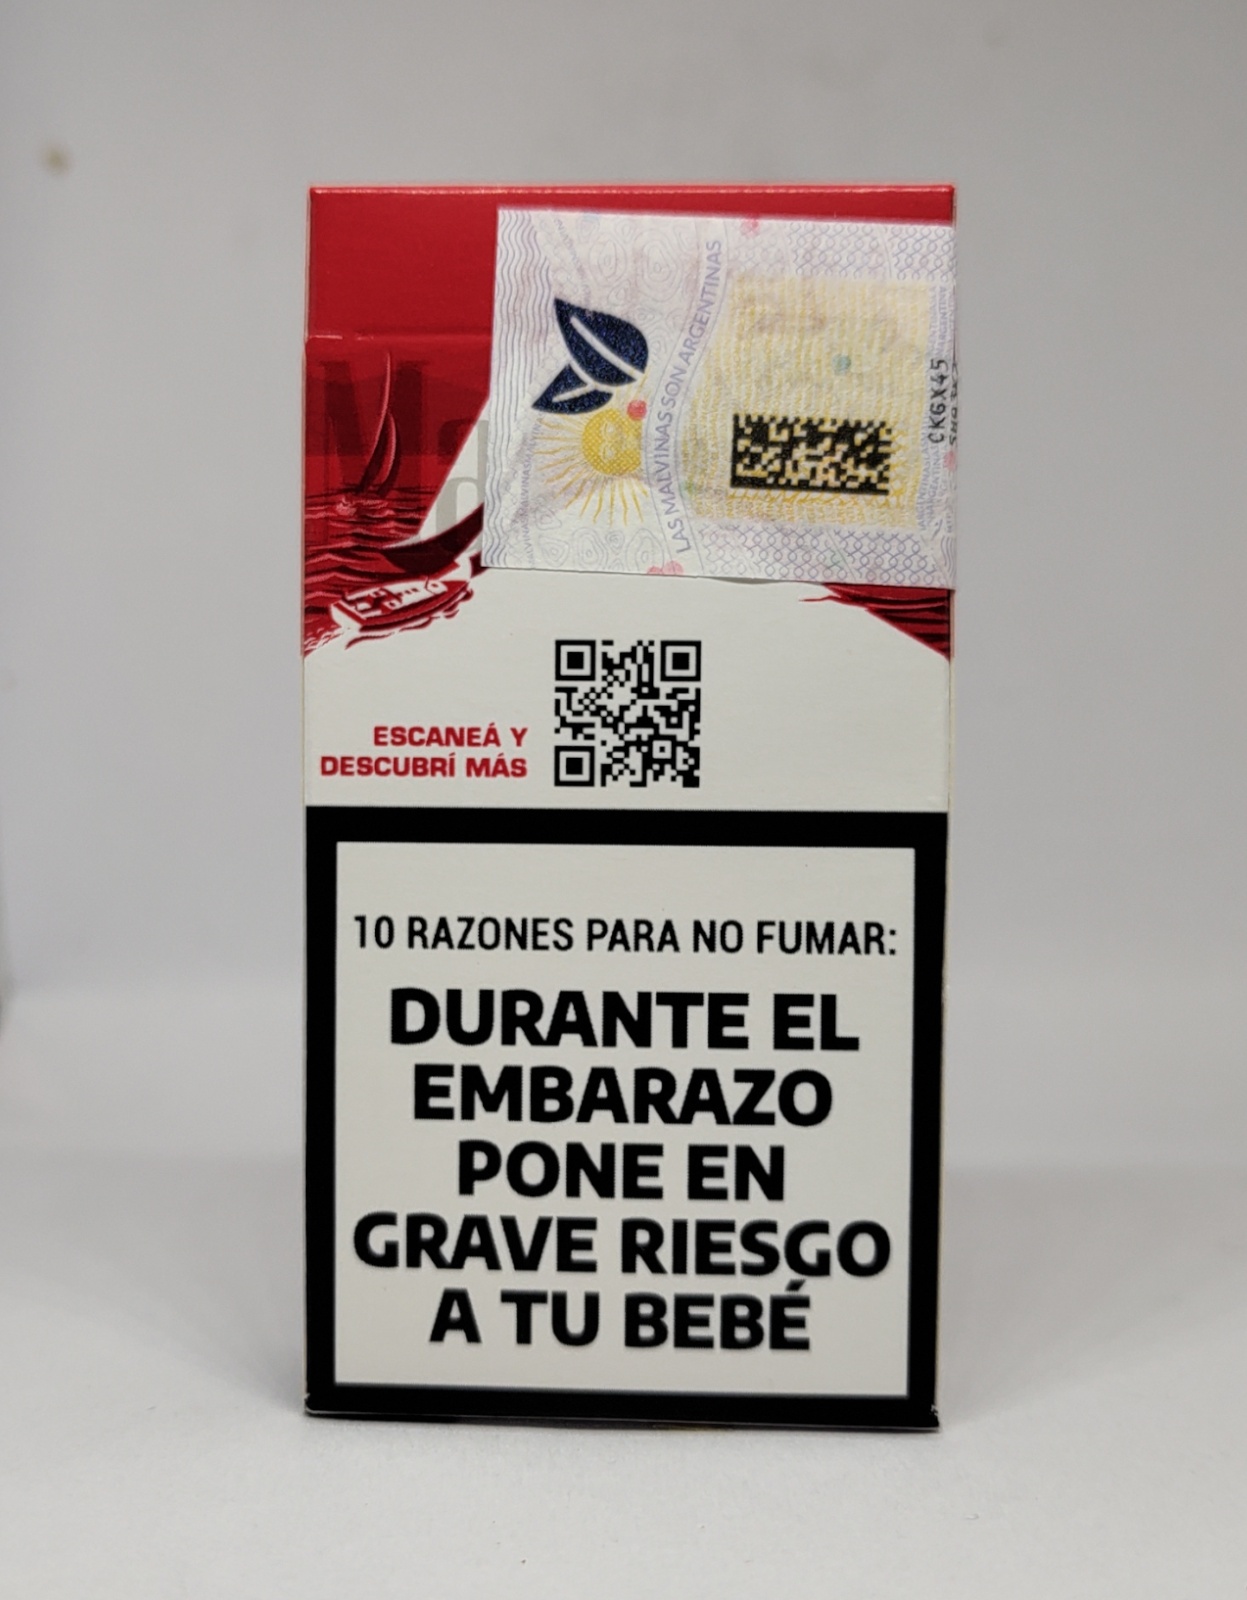 LAS MALVINAS SON ARGENTINAS
CKGX45
ESCANEÁ Y
DESCUBRÍ MÁS
10 RAZONES PARA NO FUMAR:
DURANTE EL
EMBARAZO
PONE EN
GRAVE RIESGO
A TU BEBÉ